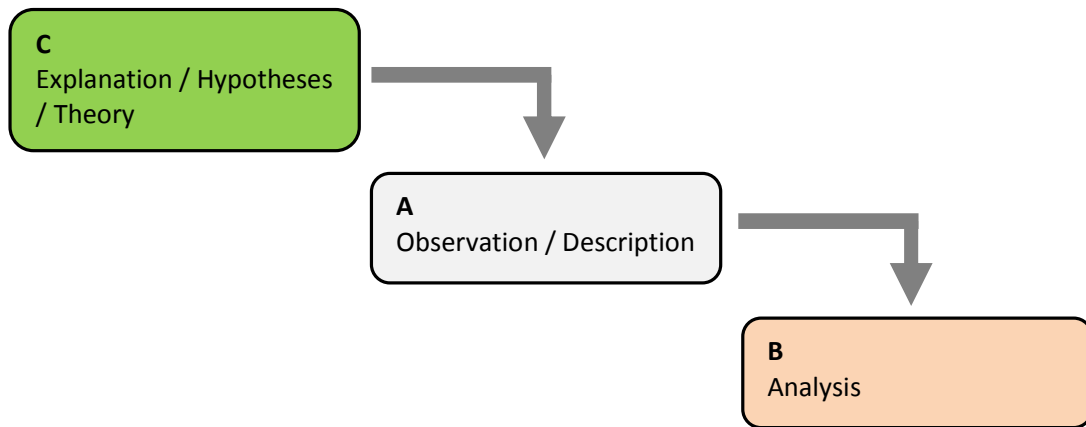 C
Explanation / Hypotheses
/ Theory
A
Observation / Description
B
Analysis